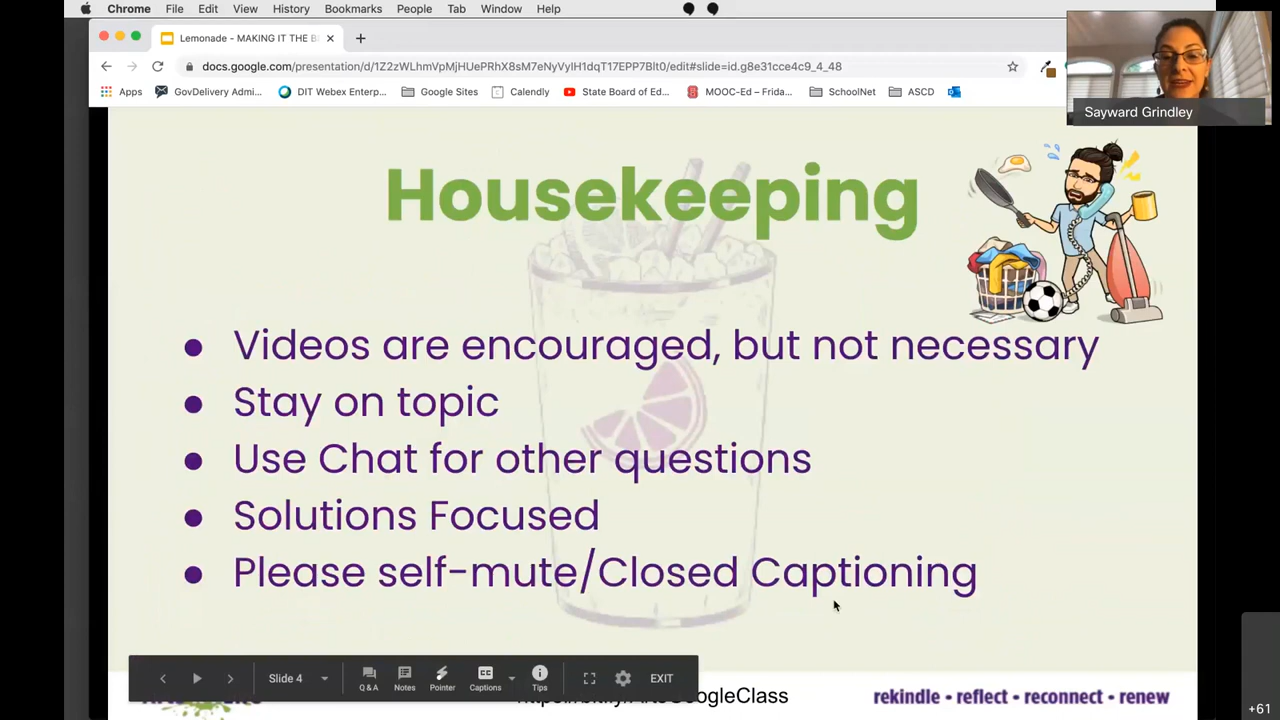 Chrome File Edit View History Bookmarks People Tab Window Help
Lemonade - MAKING IT THE B
docs.google.com/presentation/d/1Z2zWLhmVpMjHUePRhX8sM7eNyVyIH1dqT17EPP7Blt0/edit#slide=id.g8e31cce4c9_4_48
Apps GovDelivery Admi... DIT Webex Enterp... Google Sites Calendly State Board of Ed... MOOC-Ed – Frida... SchoolNet ASCD
Sayward Grindley
Housekeeping
● Videos are encouraged, but not necessary
● Stay on topic
● Use Chat for other questions
● Solutions Focused
● Please self-mute/Closed Captioning
Slide 4 Q & A Notes Pointer Captions Tips EXIT
rekindle • reflect • reconnect • renew
+61